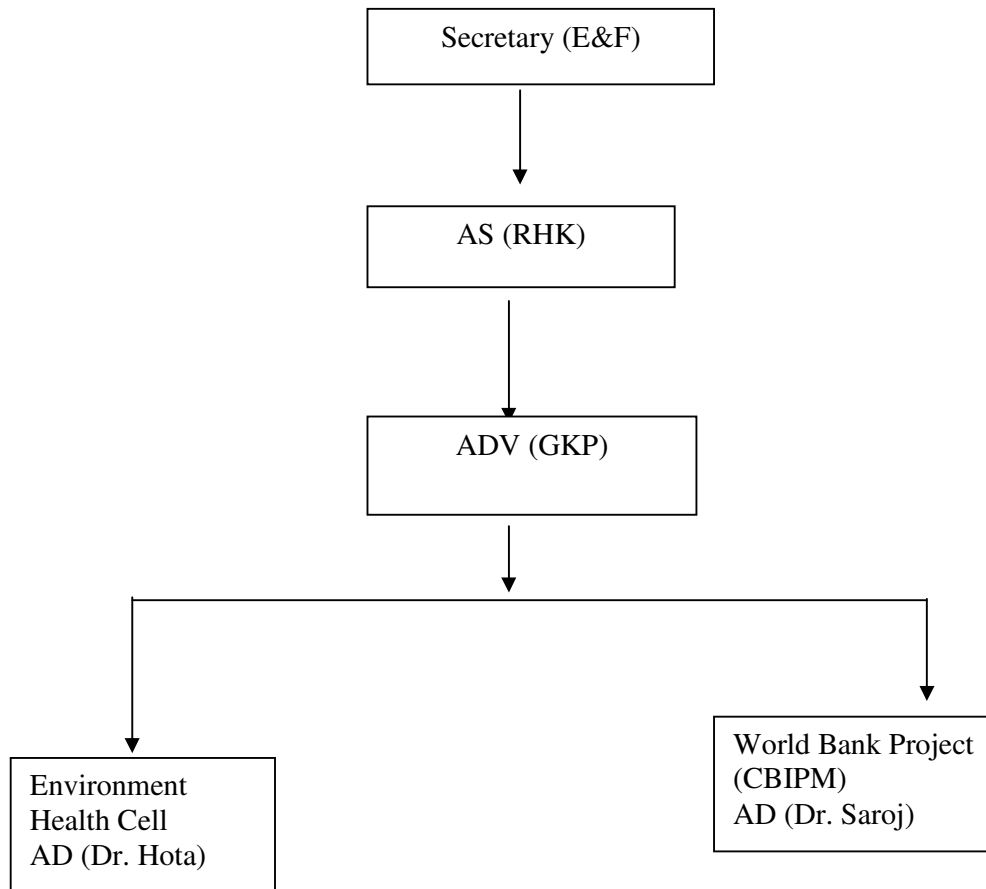 Secretary (E&F)
AS (RHK)
ADV (GKP)
Environment
Health Cell
AD (Dr. Hota)
World Bank Project
(CBIPM)
AD (Dr. Saroj)